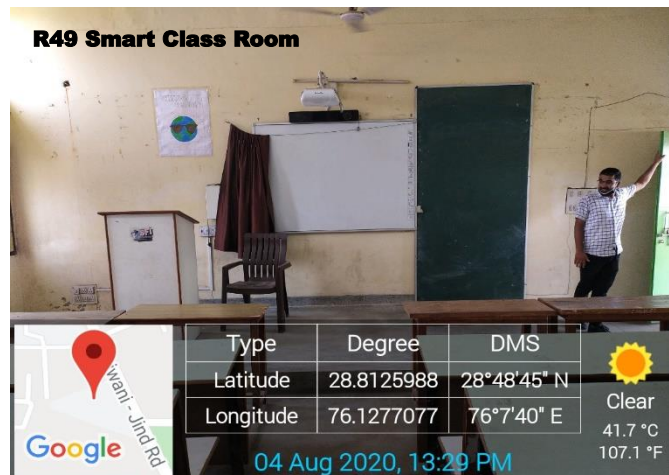 R49 Smart Class Room
Type Degree DMS
Latitude 28.8125988 28°48'45" N
Longitude 76.1277077 76°7'40" E
Clear
41.7 °C
107.1 °F
iwani - Jind Rd
Google
04 Aug 2020, 13:29 PM